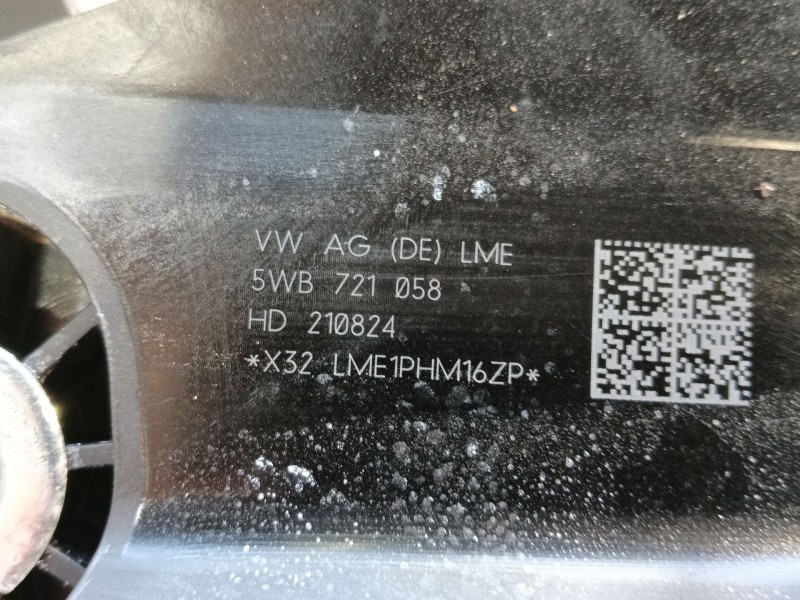 VW AG (DE) LME
5WB 721 058
HD 210824
*X32 LME1PHM16ZP*